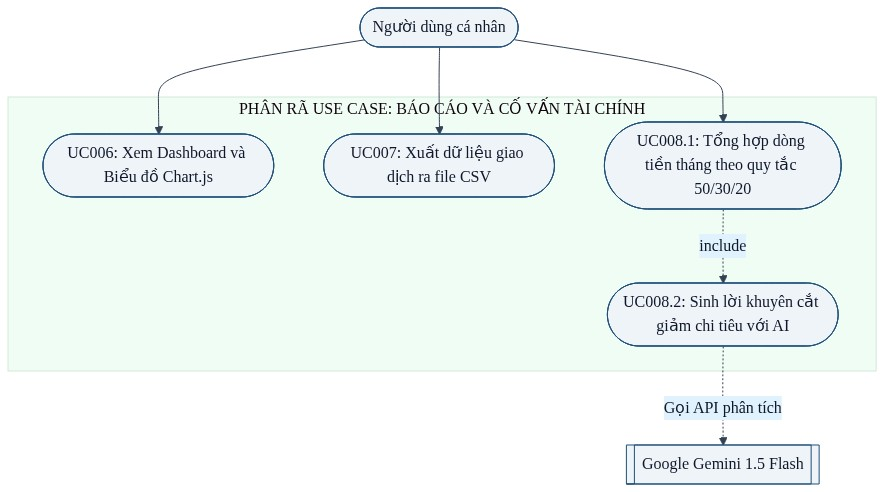 Người dùng cá nhân
PHÂN RÃ USE CASE: BÁO CÁO VÀ CỐ VẤN TÀI CHÍNH
UC006: Xem Dashboard và
Biểu đồ Chart.js
UC007: Xuất dữ liệu giao
dịch ra file CSV
UC008.1: Tổng hợp dòng
tiền tháng theo quy tắc
50/30/20
include
UC008.2: Sinh lời khuyên cắt
giảm chi tiêu với AI
Gọi API phân tích
Google Gemini 1.5 Flash